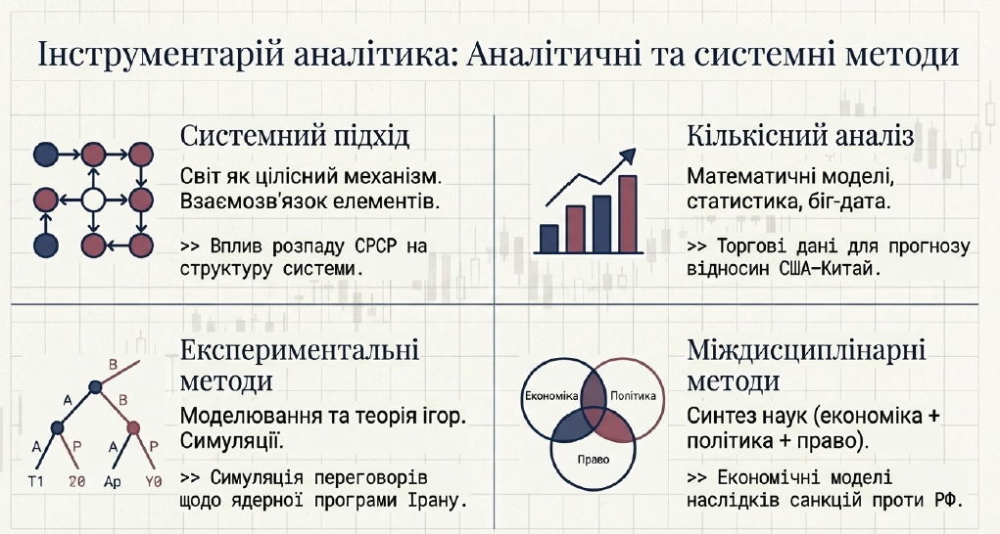 Інструментарій аналітика: Аналітичні та системні методи
Системний підхід
Світ як цілісний механізм.
Взаємозв'язок елементів.
>> Вплив розпаду СРСР на
структуру системи.
Кількісний аналіз
Математичні моделі,
статистика, біг-дата.
>> Торгові дані для прогнозу
відносин США–Китай.
B
A
B
A
P
A
P
T1
20
Ap
Y0
Експериментальні
методи
Моделювання та теорія ігор.
Симуляції.
>> Симуляція переговорів
щодо ядерної програми Ірану.
Економіка
Політика
Право
Міждисциплінарні
методи
Синтез наук (економіка +
політика + право).
>> Економічні моделі
наслідків санкцій проти РФ.